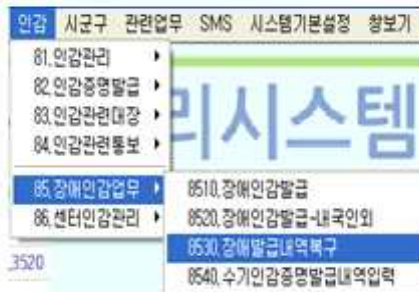 인감 시군구 관련업무 SMS 시스템기본설정 창보기
81.인감관리
82.인감증명발급
83.인감관련대장
84.인감관련통보
리시스템
85.장애인감업무
86.센터인감관리
8510.장애인감발급
8520.장애인감발급-내국인외
8530.장애발급내역복구
8540.수기인감증명발급내역입력
3520